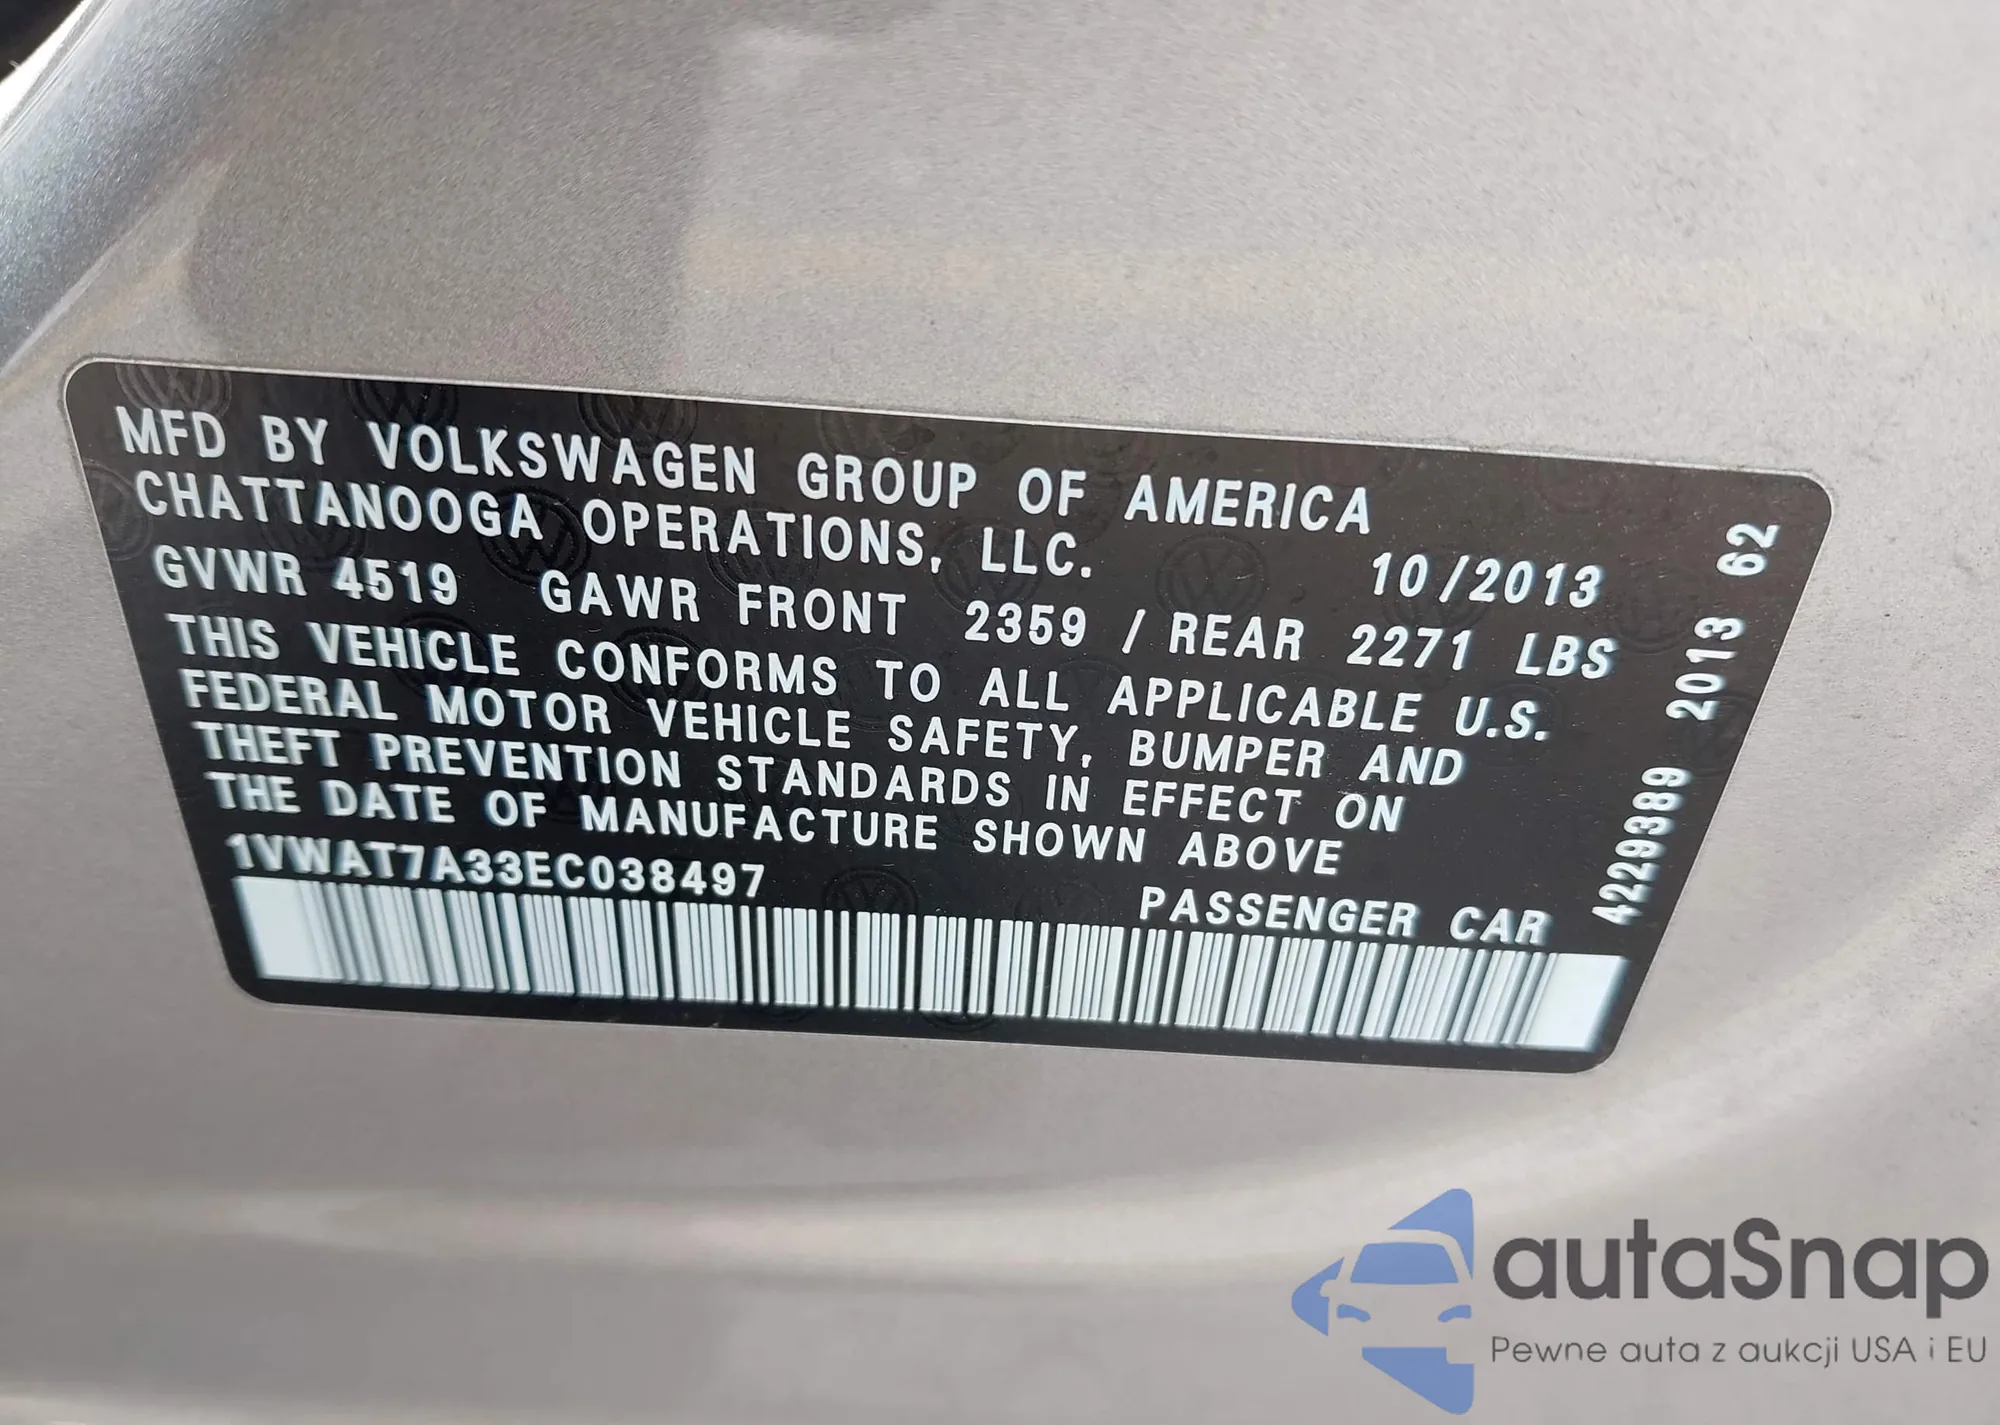 MFD BY VOLKSWAGEN GROUP OF AMERICA
CHATTANOOGA OPERATIONS, LLC.
10/2013
GVWR 4519 GAWR FRONT 2359 / REAR 2271 LBS
THIS VEHICLE CONFORMS TO ALL APPLICABLE U.S.
FEDERAL MOTOR VEHICLE SAFETY, BUMPER AND
THEFT PREVENTION STANDARDS IN EFFECT ON
THE DATE OF MANUFACTURE SHOWN ABOVE
1VWAT7A33EC038497
PASSENGER CAR
4229389 2013 62
autaSnap
Pewne auta z aukcji USA i EU